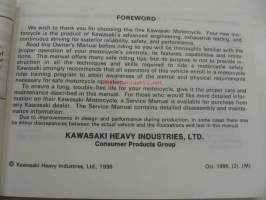 FOREWORD
We wish to thank you for choosing this fine Kawasaki Motorcycle. Your new mo-
torcycle is the product of Kawasaki's advanced engineering, exhaustive testing, and
continuous striving for superior reliability, safety, and performance.
Read this Owner's Manual before riding so you will be thoroughly familiar with the
proper operation of your motorcycle's controls, its features, capabilities and limita-
tions. This manual offers many safe riding tips, but its purpose is not to provide in-
struction in all the techniques and skills required to ride a motorcycle safely.
Kawasaki strongly recommends that all operators of this vehicle enroll in a motorcycle
rider training program to attain awareness of the mental and physical requirements
necessary for safe motorcycle operation.
To ensure a long, trouble-free life for your motorcycle, give it the proper care and
maintenance described in this manual. For those who would like more detailed infor-
mation on their Kawasaki Motorcycle, a Service Manual is available for purchase from
any Kawasaki dealer. The Service Manual contains detailed disassembly and mainte-
nance information.
Due to improvements in design and performance during production, in some cases there may
be minor discrepancies between the actual vehicle and the illustrations and text in this manual.
KAWASAKI HEAVY INDUSTRIES, LTD.
Consumer Products Group
© Kawasaki Heavy Industries, Ltd., 1998
Oct. 1998. (2). (M)